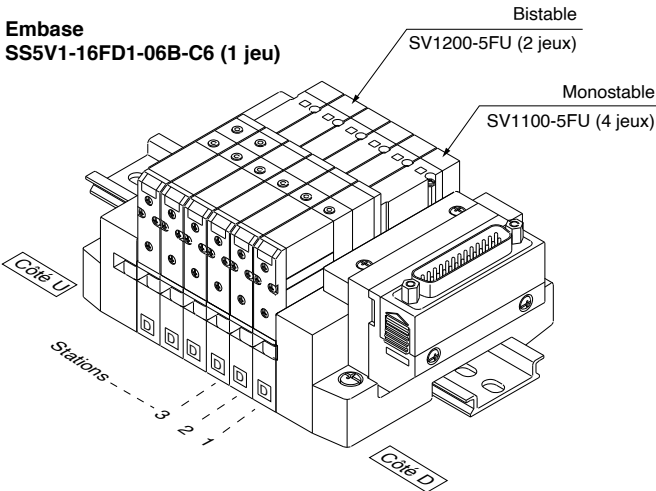 Embase
SS5V1-16FD1-06B-C6 (1 jeu)
Bistable
SV1200-5FU (2 jeux)
Monostable
SV1100-5FU (4 jeux)
Côté U
Stations
3
2
1
D D D D D D
Côté D